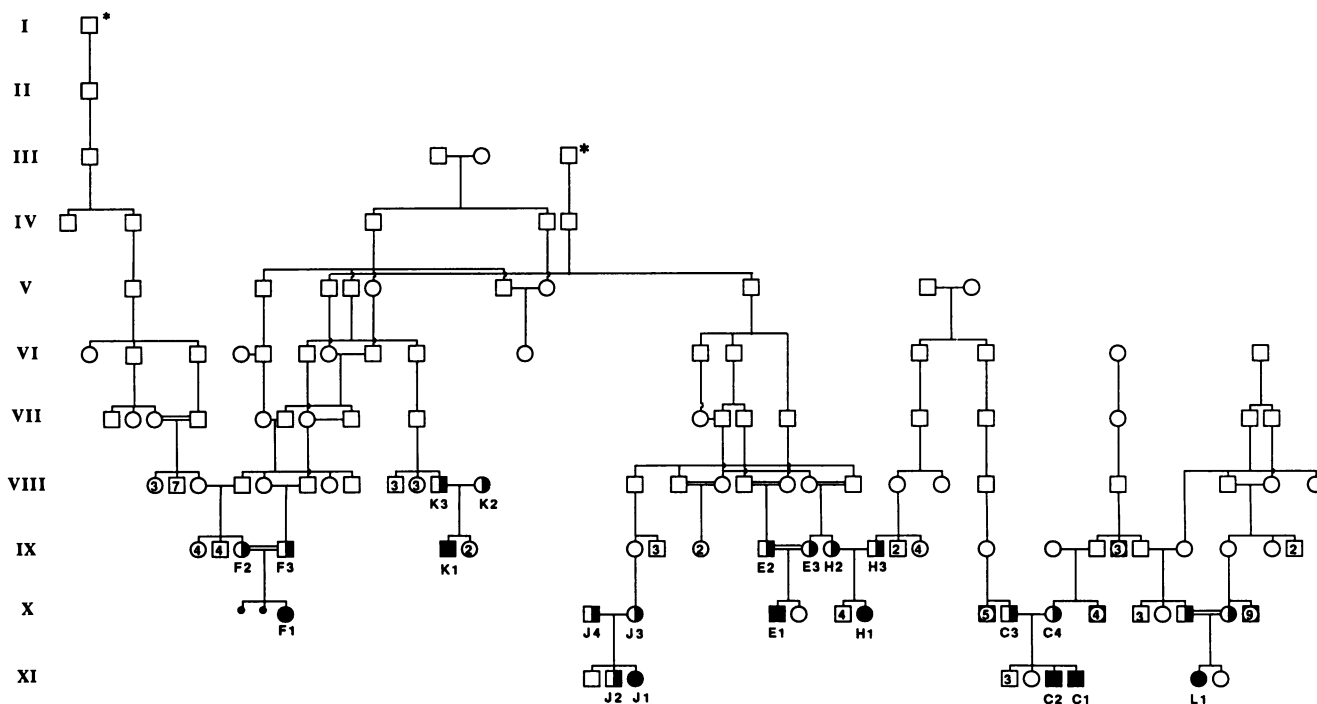 I *
II
III *
IV
V
VI
VII
VIII 3 7 3 3 K3 K2
IX 4 4 F2 F3 K1 2 3 2 E2 E3 H2 H3 2 4 3 2
X F1 J4 J3 E1 4 H1 5 C3 C4 4 3 9
XI J2 J1 3 C2 C1 L1